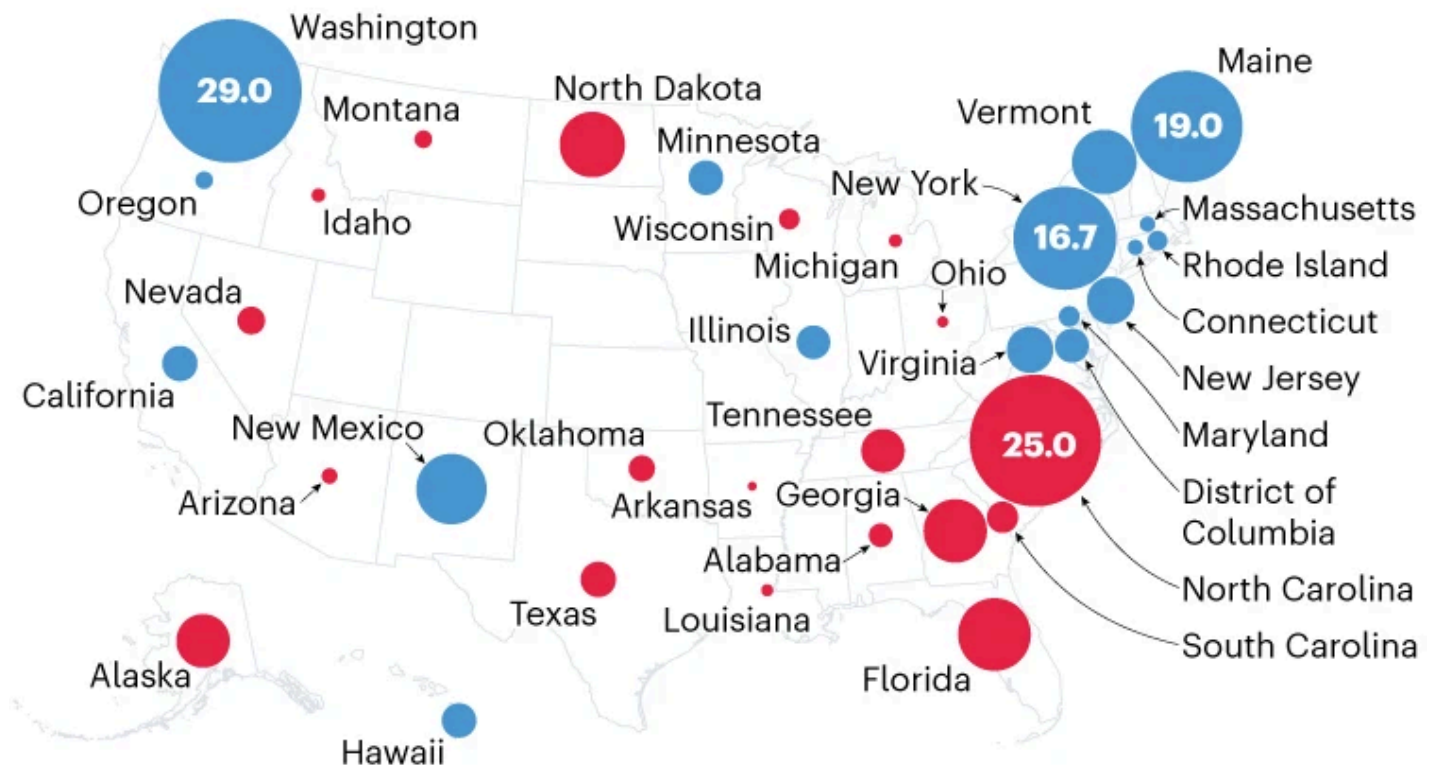 Washington
29.0
Maine
North Dakota
Montana
Vermont
19.0
Minnesota
New York
Oregon
Idaho
Wisconsin
Massachusetts
16.7
Michigan
Ohio
Rhode Island
Nevada
Connecticut
Illinois
Virginia
New Jersey
California
Tennessee
New Mexico
Oklahoma
Maryland
25.0
Arizona
Arkansas
Georgia
District of
Columbia
Alabama
North Carolina
Texas
Louisiana
South Carolina
Alaska
Florida
Hawaii